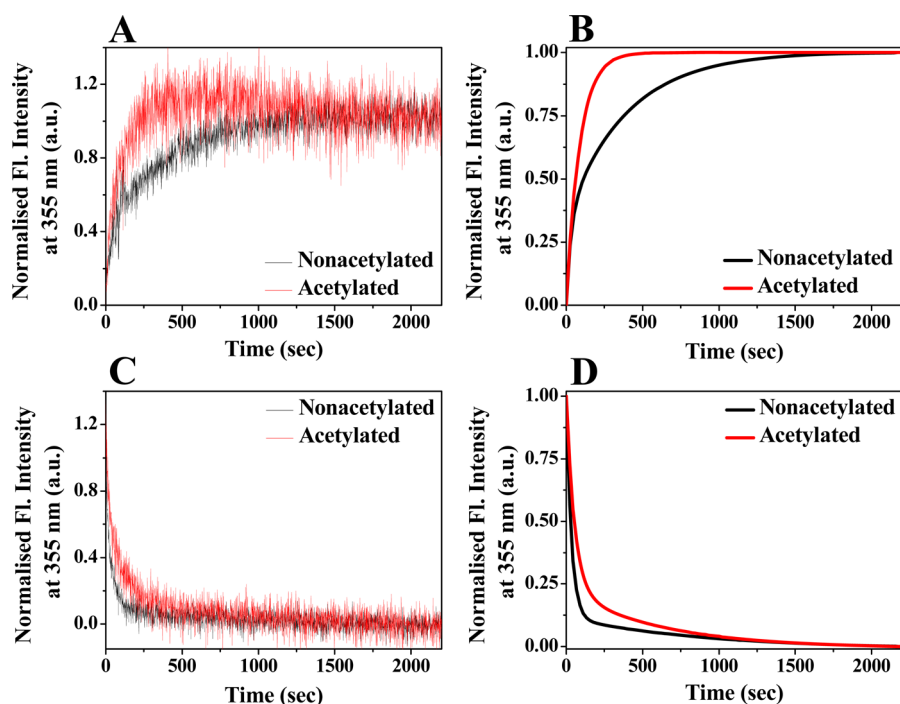 A
Normalised Fl. Intensity
at 355 nm (a.u.)
1.2
0.8
0.4
0.0
Nonacetylated
Acetylated
0 500 1000 1500 2000
Time (sec)
B
Normalised Fl. Intensity
at 355 nm (a.u.)
1.00
0.75
0.50
0.25
0.00
Nonacetylated
Acetylated
0 500 1000 1500 2000
Time (sec)
C
Normalised Fl. Intensity
at 355 nm (a.u.)
1.2
0.8
0.4
0.0
Nonacetylated
Acetylated
0 500 1000 1500 2000
Time (sec)
D
Normalised Fl. Intensity
at 355 nm (a.u.)
1.00
0.75
0.50
0.25
0.00
Nonacetylated
Acetylated
0 500 1000 1500 2000
Time (sec)